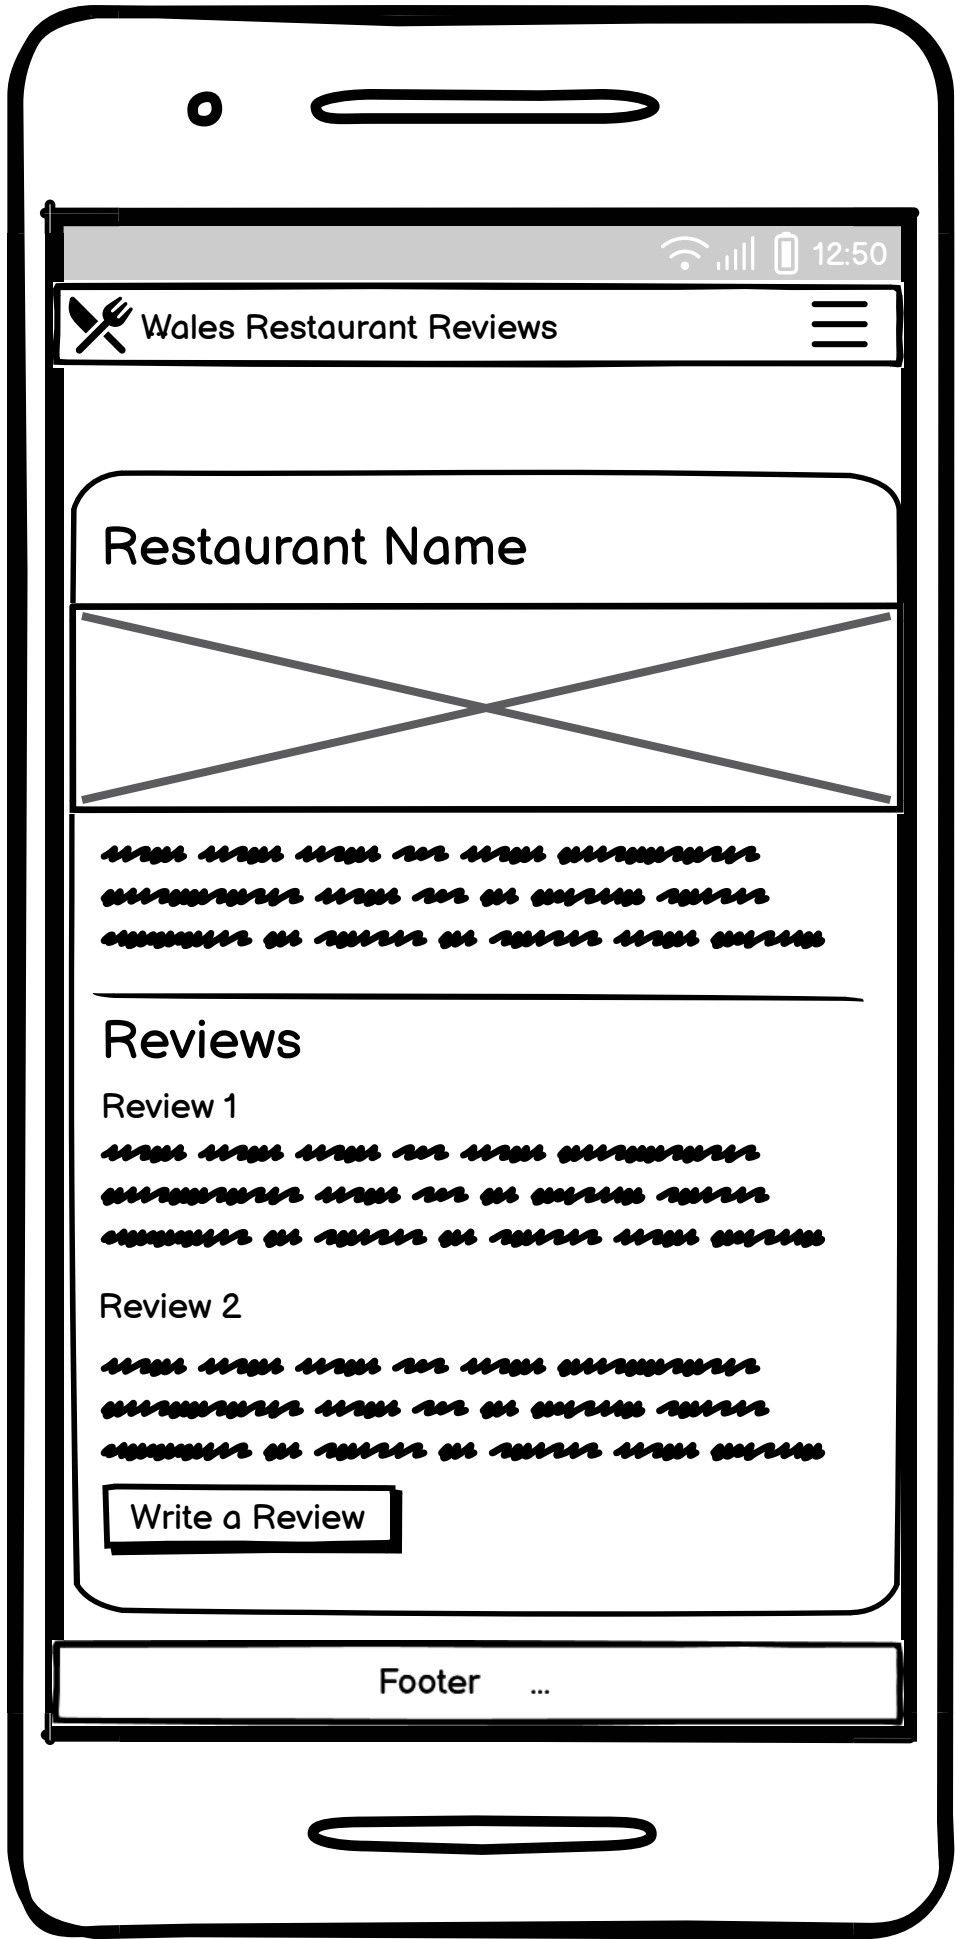 12:50
Wales Restaurant Reviews
Restaurant Name
Reviews
Review 1
Review 2
Write a Review
Footer ...